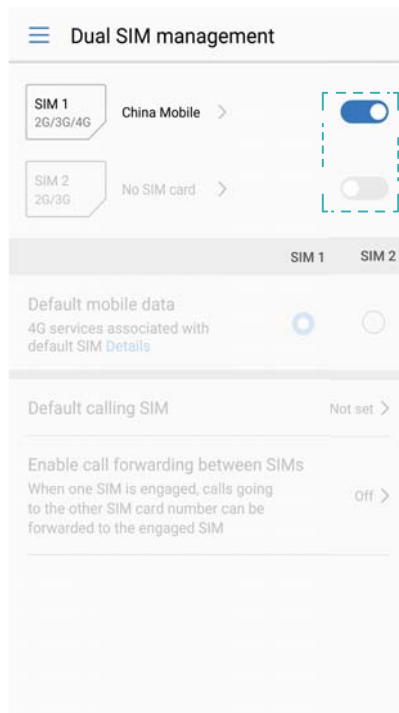 Dual SIM management
SIM 1
2G/3G/4G
China Mobile
SIM 2
2G/3G
No SIM card
SIM 1 SIM 2
Default mobile data
4G services associated with
default SIM Details
Default calling SIM
Not set
Enable call forwarding between SIMs
When one SIM is engaged, calls going
to the other SIM card number can be
forwarded to the engaged SIM
Off